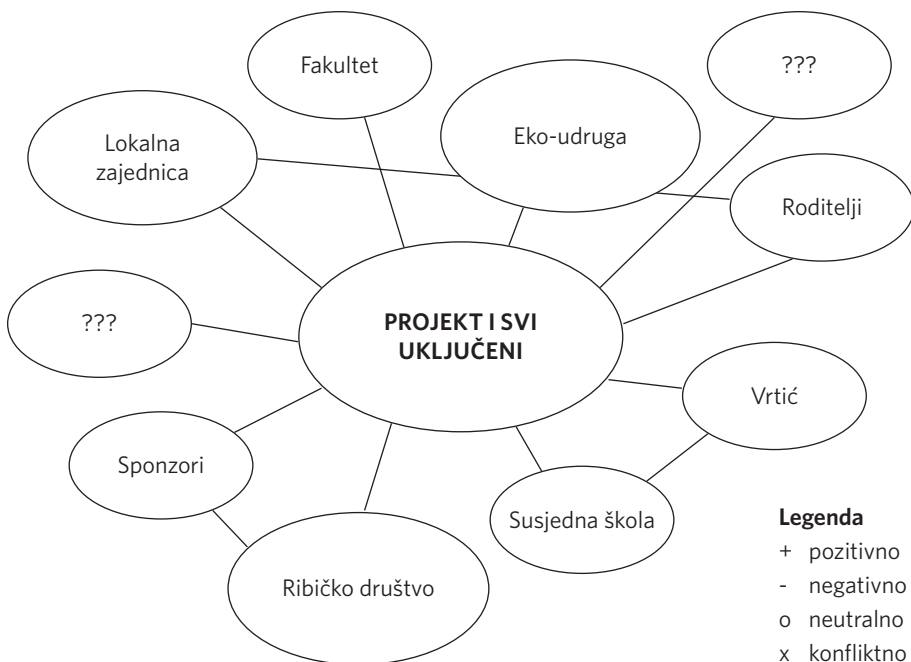 Fakultet
???
Eko-udruga
Lokalna
zajednica
Roditelji
PROJEKT I SVI
UKLJUČENI
???
Vrtić
Sponzori
Susjedna škola
Ribičko društvo
Legenda
+ pozitivno
- negativno
o neutralno
x konfliktno